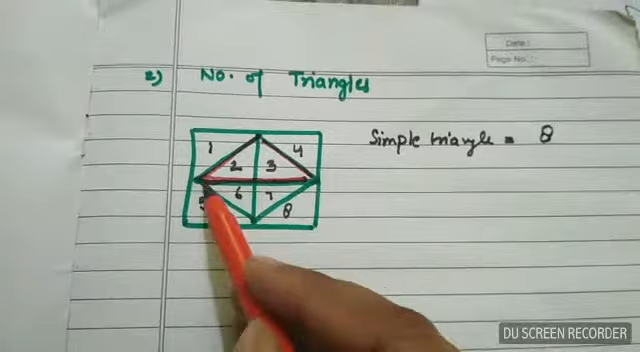 Date:
Page No.:
2) No. of Triangles
Simple triangle = 8
1 4
2 3
5 6 7
8
DU SCREEN RECORDER